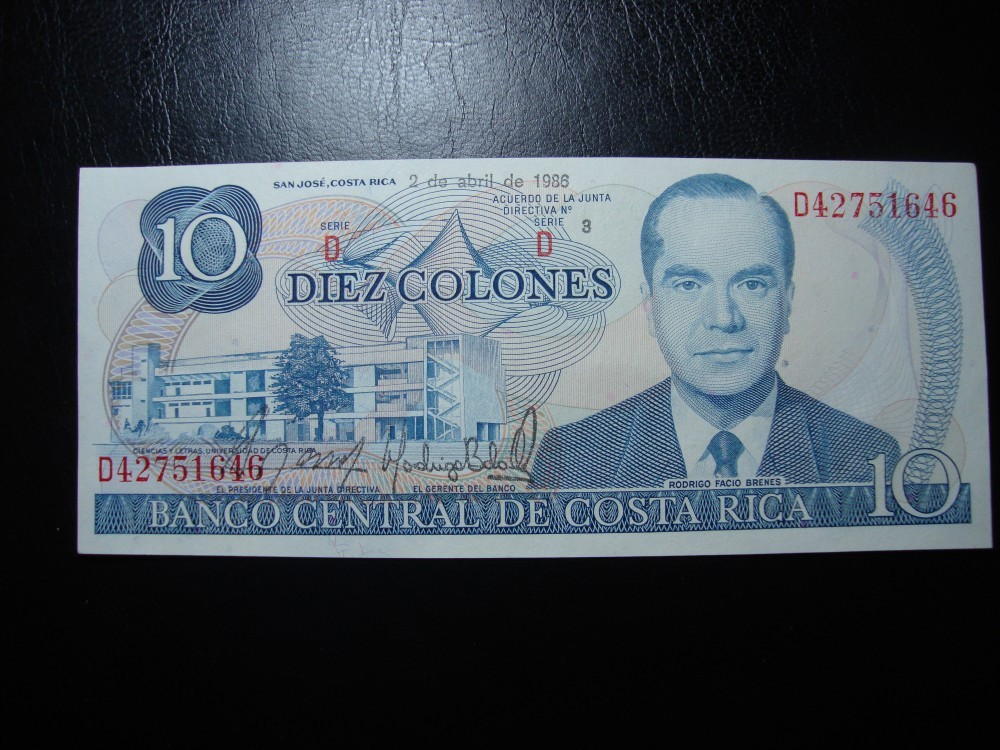 SAN JOSÉ, COSTA RICA 2 de abril de 1986
ACUERDO DE LA JUNTA
DIRECTIVA Nº
SERIE 3
D42751646
10
SERIE
D D
DIEZ COLONES
CIENCIAS Y LETRAS, UNIVERSIDAD DE COSTA RICA
D42751646
EL PRESIDENTE DE LA JUNTA DIRECTIVA EL GERENTE DEL BANCO
RODRIGO FACIO BRENES
10
BANCO CENTRAL DE COSTA RICA